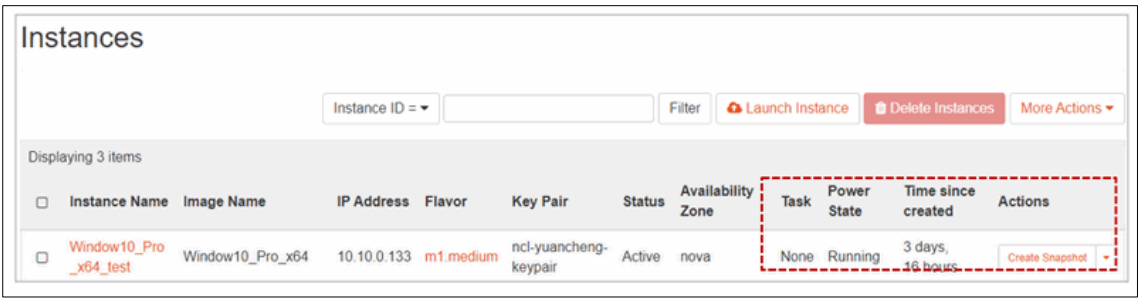 Instances
Instance ID = Filter Launch Instance Delete Instances More Actions
Displaying 3 items
Instance Name Image Name IP Address Flavor Key Pair Status Availability Zone Task Power State Time since created Actions
Window10_Pro_x64_test Window10_Pro_x64 10.10.0.133 m1.medium ncl-yuancheng-keypair Active nova None Running 3 days, 16 hours Create Snapshot